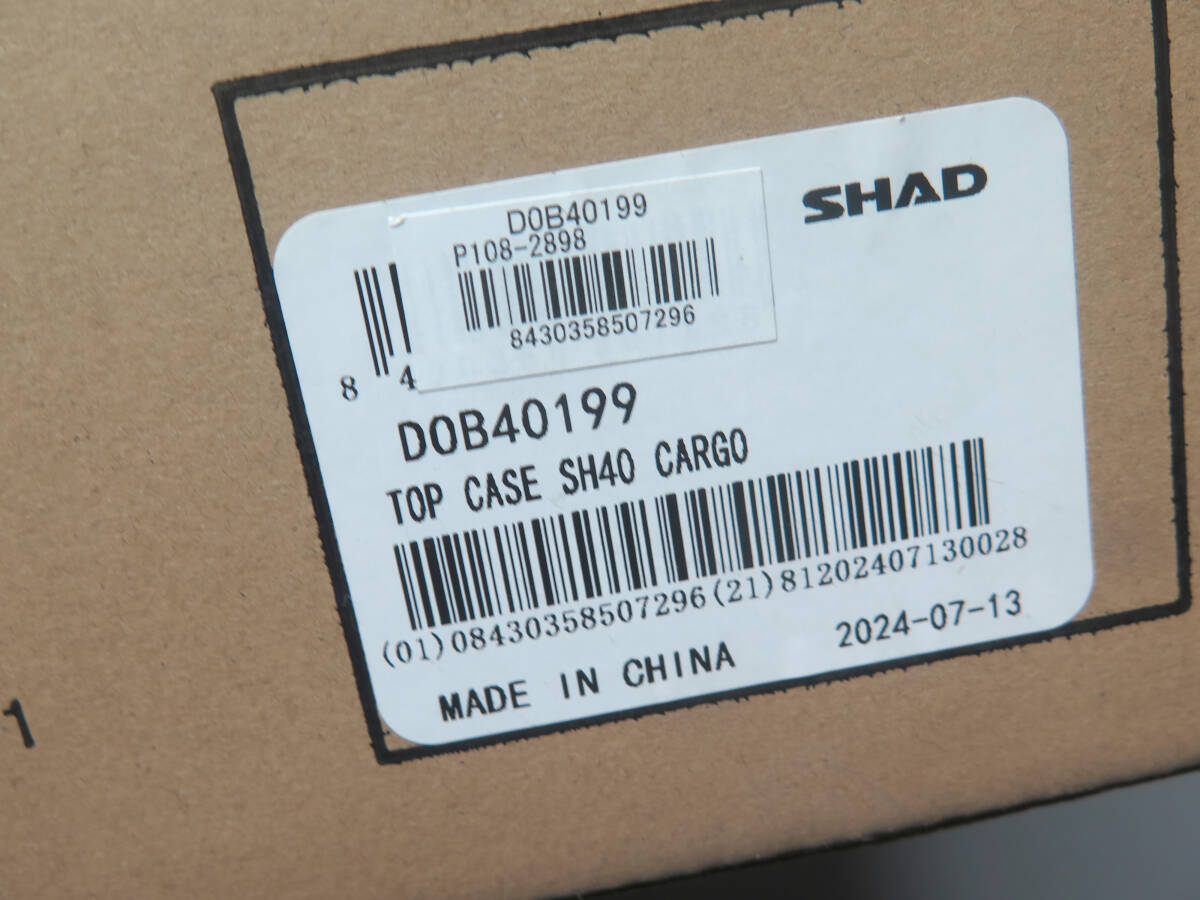 SHAD
D0B40199
P108-2898
8430358507296
8 4
D0B40199
TOP CASE SH40 CARGO
(01)08430358507296(21)81202407130028
MADE IN CHINA
2024-07-13
1